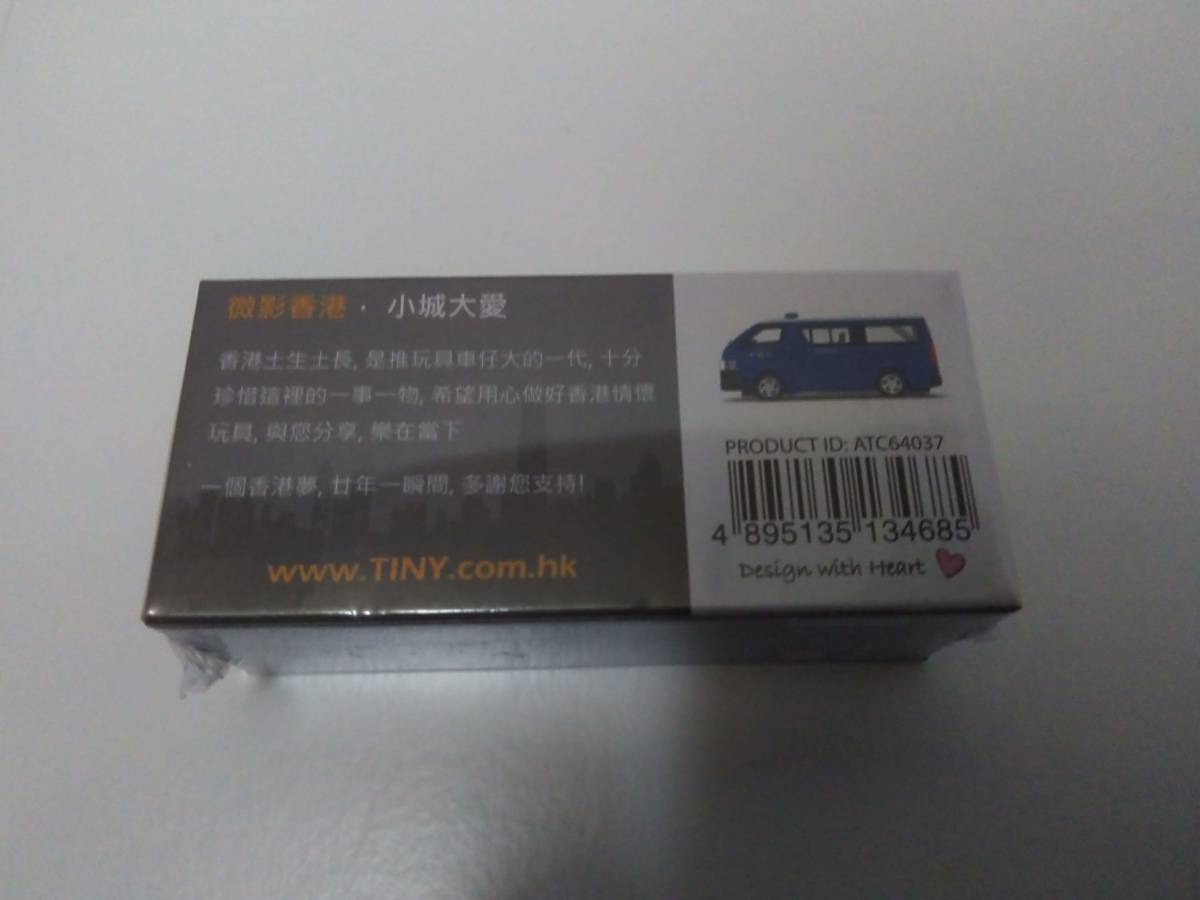 微影香港 · 小城大愛
香港土生土長, 是推玩具車仔大的一代, 十分
珍惜這裡的一事一物, 希望用心做好香港情懷
玩具, 與您分享, 樂在當下
一個香港夢, 廿年一瞬間, 多謝您支持!
www.TINY.com.hk
PRODUCT ID: ATC64037
4 895135 134685
Design with Heart